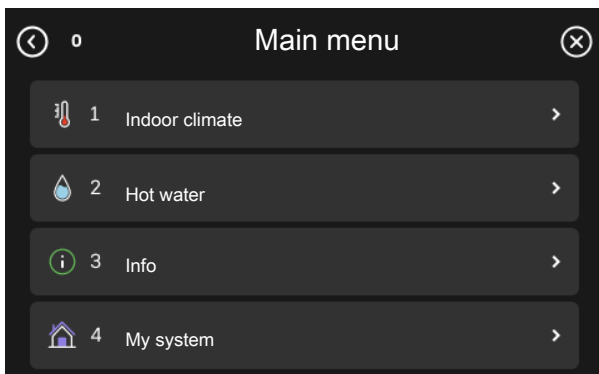 0 Main menu
1 Indoor climate
2 Hot water
3 Info
4 My system